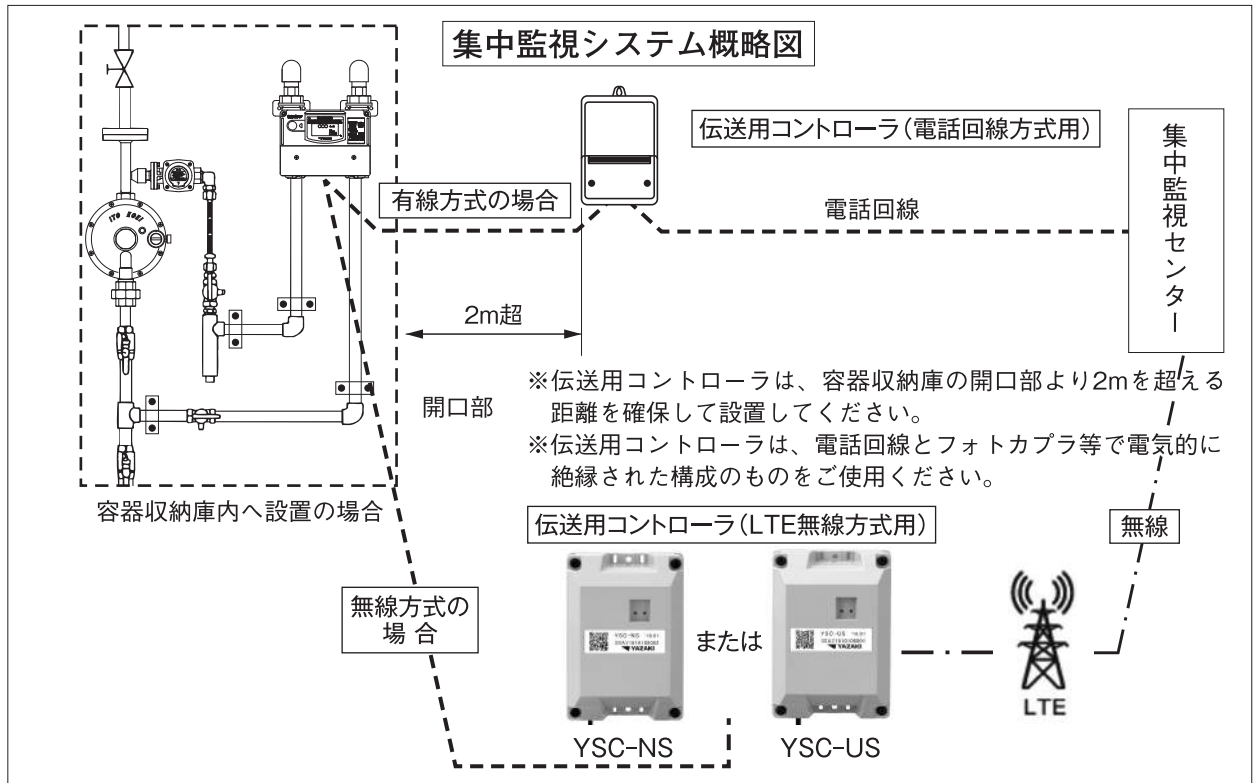 集中監視システム概略図
伝送用コントローラ(電話回線方式用)
集中監視センター
有線方式の場合
電話回線
ITO KOKI
2m超
開口部
※伝送用コントローラは、容器収納庫の開口部より2mを超える
距離を確保して設置してください。
※伝送用コントローラは、電話回線とフォトカプラ等で電気的に
絶縁された構成のものをご使用ください。
容器収納庫内へ設置の場合
伝送用コントローラ(LTE無線方式用)
無線
無線方式の
場合
YSC-NS
YAZAKI
または
YSC-US
YAZAKI
LTE
YSC-NS
YSC-US